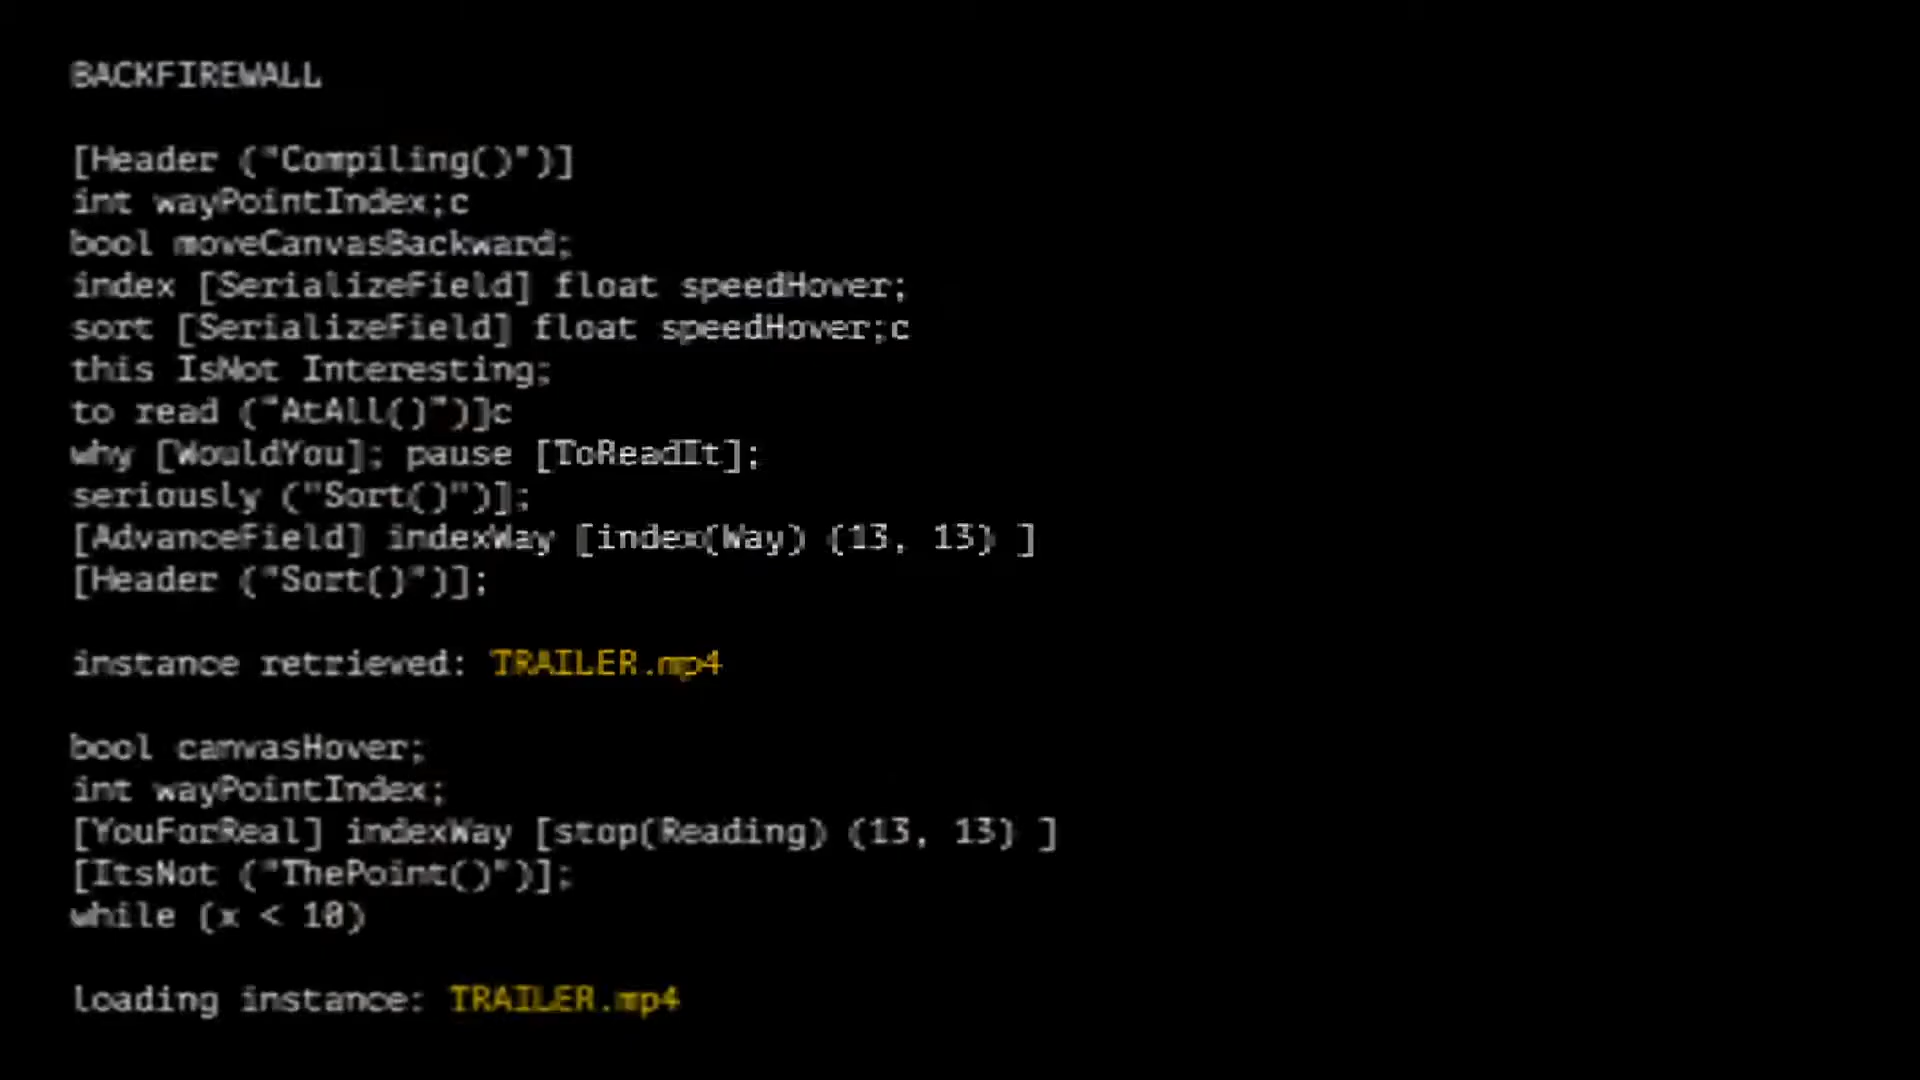 BACKFIREWALL
[Header ("Compiling()")]
int wayPointIndex;c
bool moveCanvasBackward;
index [SerializeField] float speedHover;
sort [SerializeField] float speedHover;c
this IsNot Interesting;
to read ("AtAll()")]c
why [WouldYou]; pause [ToReadIt];
seriously ("Sort()")];
[AdvanceField] indexWay [index(Way) (13, 13) ]
[Header ("Sort()")];
instance retrieved: TRAILER.mp4
bool canvasHover;
int wayPointIndex;
[YouForReal] indexWay [stop(Reading) (13, 13) ]
[ItsNot ("ThePoint()")];
while (x < 10)
Loading instance: TRAILER.mp4